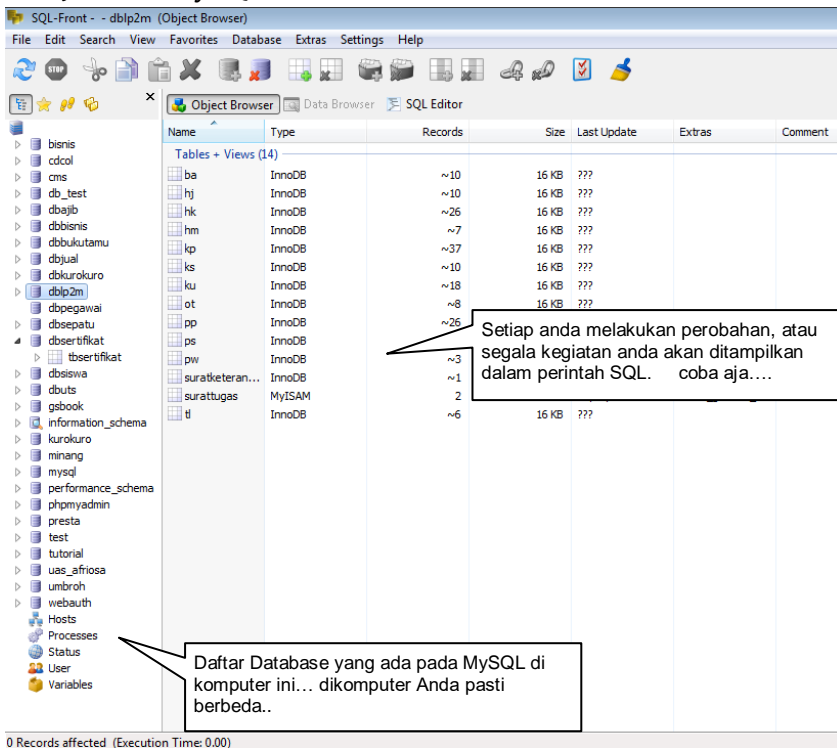 SQL-Front - - dblp2m (Object Browser)
File Edit Search View Favorites Database Extras Settings Help
STOP
Object Browser Data Browser SQL Editor
Name Type Records Size Last Update Extras Comment
Tables + Views (14)
ba InnoDB ~10 16 KB ???
hj InnoDB ~10 16 KB ???
hk InnoDB ~26 16 KB ???
hm InnoDB ~7 16 KB ???
kp InnoDB ~37 16 KB ???
ks InnoDB ~10 16 KB ???
ku InnoDB ~18 16 KB ???
ot InnoDB ~8 16 KB ???
pp InnoDB ~26
ps InnoDB
pw InnoDB ~3
suratketeran... InnoDB ~1
surattugas MyISAM 2
tl InnoDB ~6 16 KB ???
bisnis
cdcol
cms
db_test
dbajib
dbbisnis
dbbukutamu
dbjual
dbkurokuro
dblp2m
dbpegawai
dbsepatu
dbsertifikat
tbsertifikat
dbsiswa
dbuts
gsbook
information_schema
kurokuro
minang
mysql
performance_schema
phpmyadmin
presta
test
tutorial
uas_afriosa
umbroh
webauth
Hosts
Processes
Status
User
Variables
Setiap anda melakukan perobahan, atau
segala kegiatan anda akan ditampilkan
dalam perintah SQL. coba aja….
Daftar Database yang ada pada MySQL di
komputer ini… dikomputer Anda pasti
berbeda..
0 Records affected (Execution Time: 0.00)